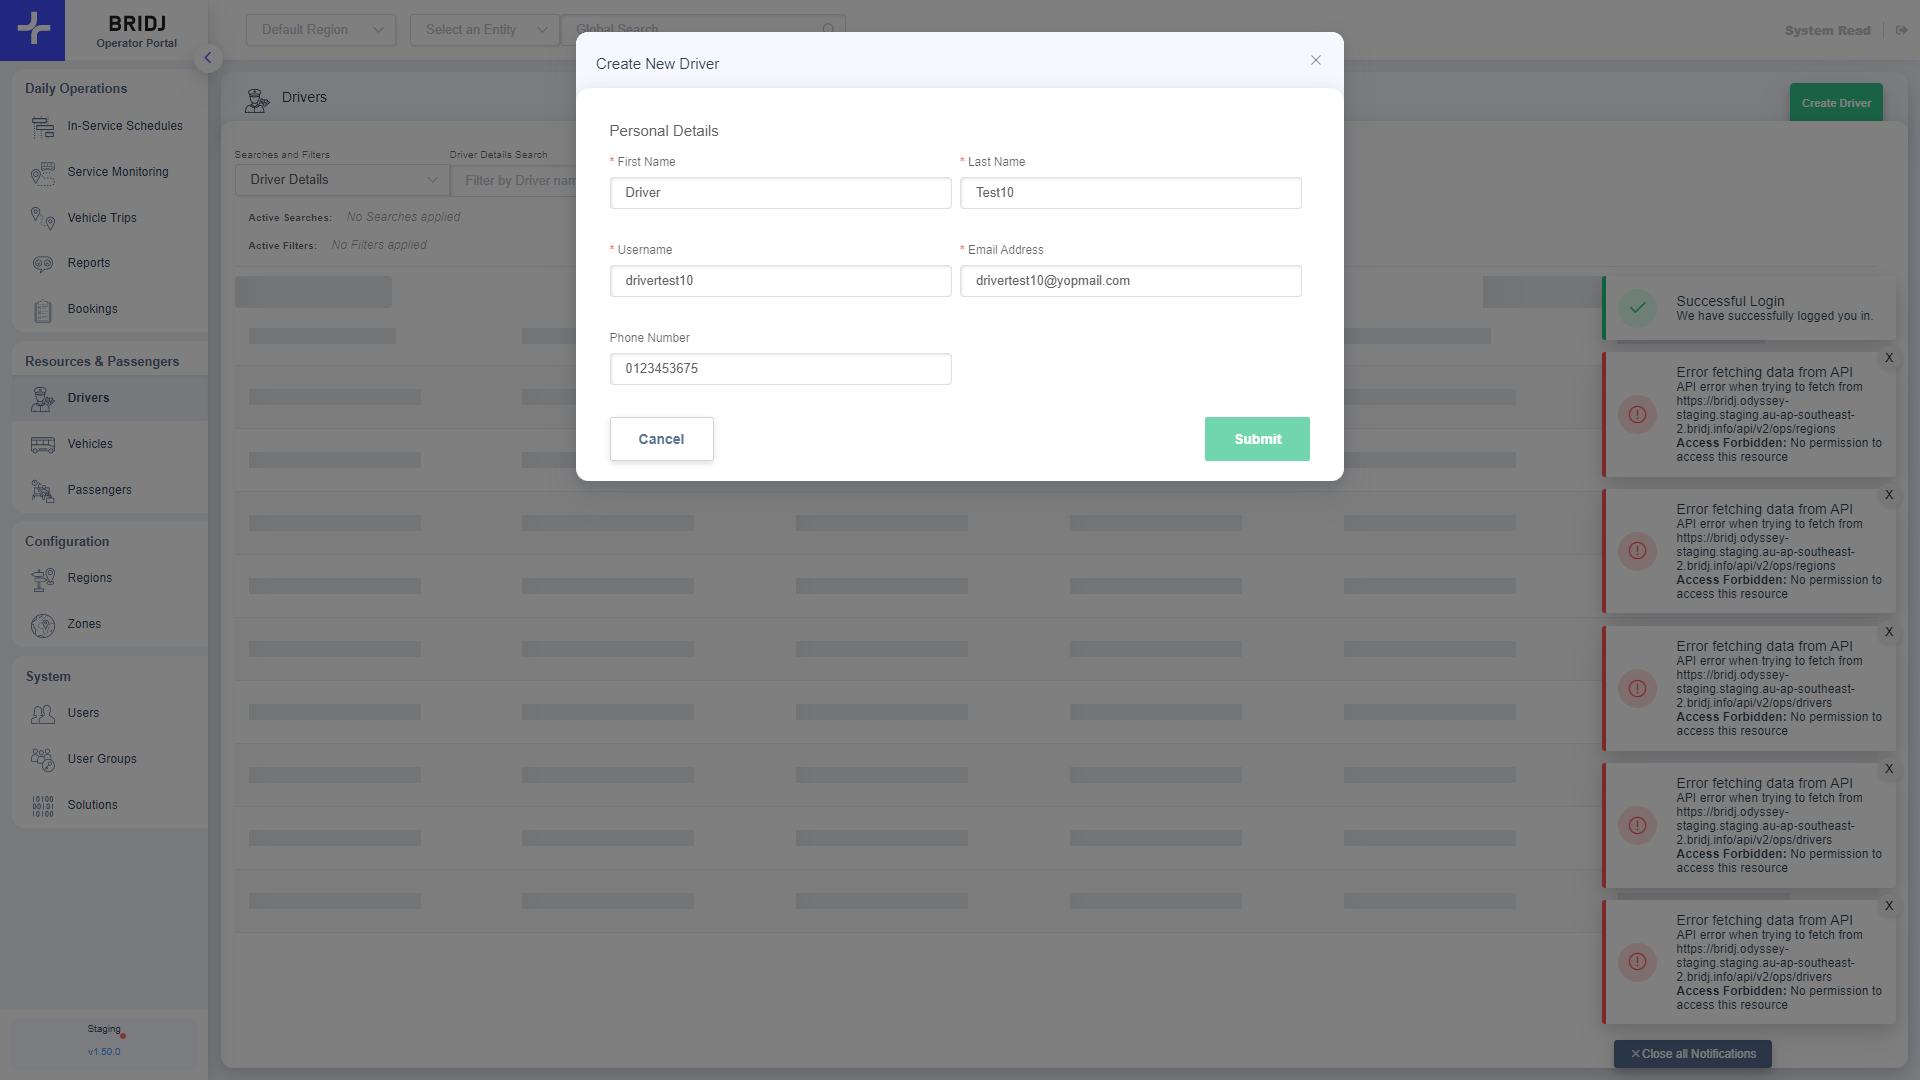 BRIDJ
Operator Portal
Default Region
Select an Entity
Global Search
System Read
Daily Operations
In-Service Schedules
Service Monitoring
Vehicle Trips
Reports
Bookings
Resources & Passengers
Drivers
Vehicles
Passengers
Configuration
Regions
Zones
System
Users
User Groups
Solutions
Staging
v1.50.0
Drivers
Create Driver
Searches and Filters
Driver Details Search
Driver Details
Filter by Driver nam
Active Searches: No Searches applied
Active Filters: No Filters applied
Create New Driver
Personal Details
* First Name
* Last Name
Driver
Test10
* Username
* Email Address
drivertest10
drivertest10@yopmail.com
Phone Number
0123453675
Cancel
Submit
Successful Login
We have successfully logged you in.
X
Error fetching data from API
API error when trying to fetch from
https://bridj.odyssey-
staging.staging.au-ap-southeast-
2.bridj.info/api/v2/ops/regions
Access Forbidden: No permission to
access this resource
X
Error fetching data from API
API error when trying to fetch from
https://bridj.odyssey-
staging.staging.au-ap-southeast-
2.bridj.info/api/v2/ops/regions
Access Forbidden: No permission to
access this resource
X
Error fetching data from API
API error when trying to fetch from
https://bridj.odyssey-
staging.staging.au-ap-southeast-
2.bridj.info/api/v2/ops/drivers
Access Forbidden: No permission to
access this resource
X
Error fetching data from API
API error when trying to fetch from
https://bridj.odyssey-
staging.staging.au-ap-southeast-
2.bridj.info/api/v2/ops/drivers
Access Forbidden: No permission to
access this resource
X
Error fetching data from API
API error when trying to fetch from
https://bridj.odyssey-
staging.staging.au-ap-southeast-
2.bridj.info/api/v2/ops/drivers
Access Forbidden: No permission to
access this resource
×Close all Notifications